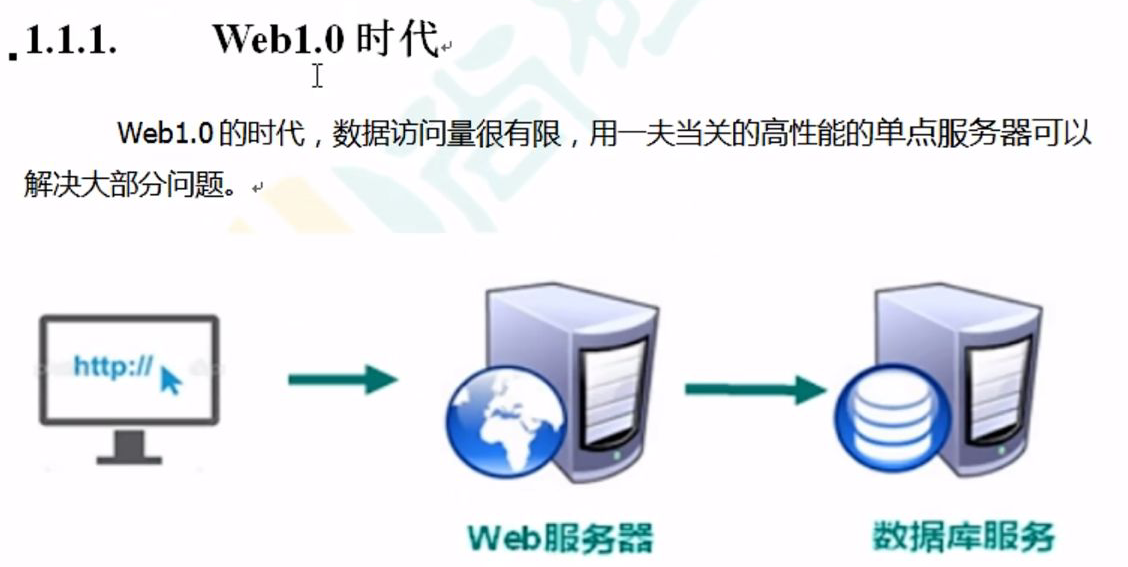 1.1.1. Web1.0 时代
Web1.0 的时代，数据访问量很有限，用一夫当关的高性能的单点服务器可以
解决大部分问题。
http://
Web服务器
数据库服务